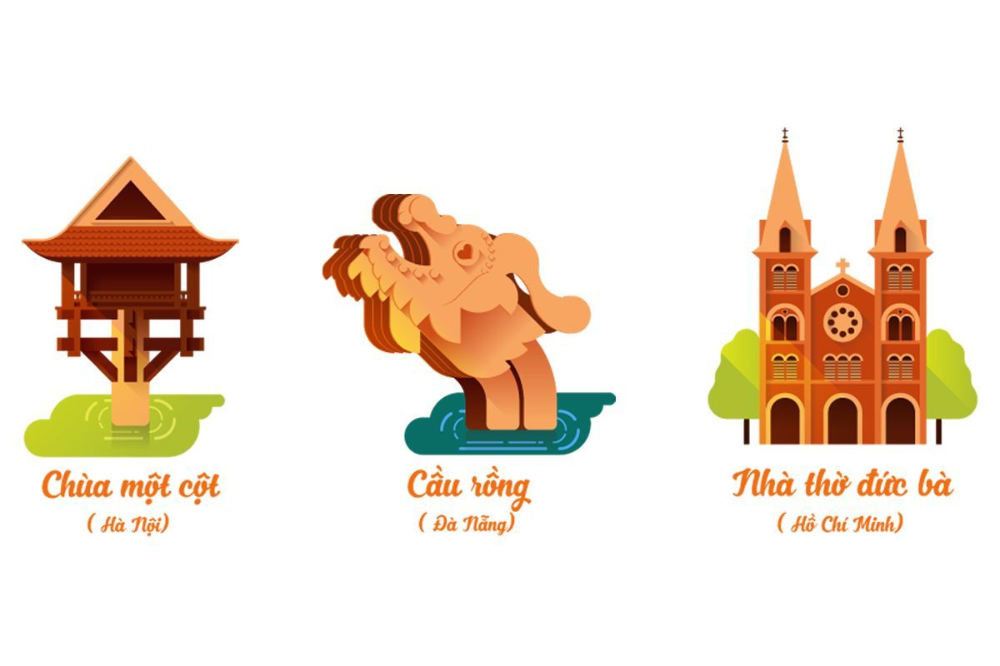 Chùa một cột
( Hà Nội)
Cầu rồng
( Đà Nẵng)
Nhà thờ đức bà
( Hồ Chí Minh)